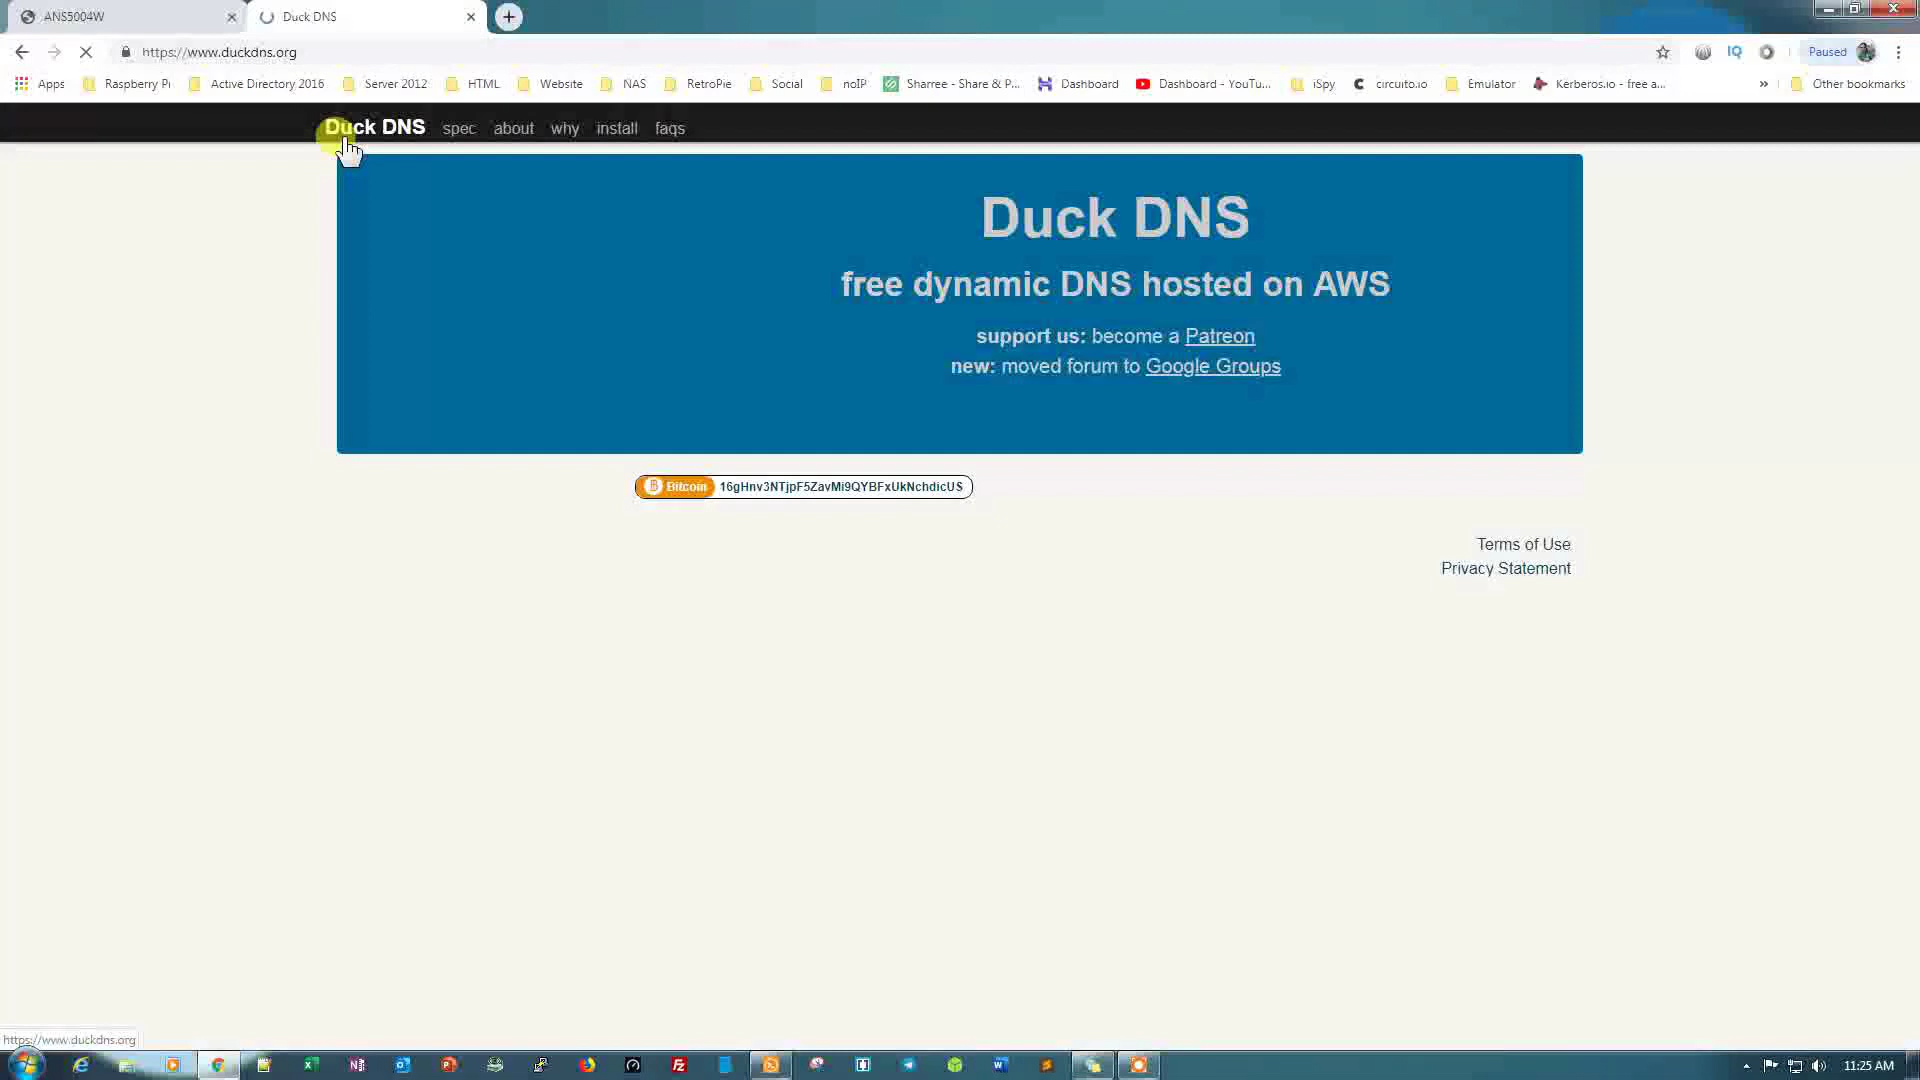 ANS5004W
Duck DNS
https://www.duckdns.org
IQ
Paused
Apps
Raspberry Pi
Active Directory 2016
Server 2012
HTML
Website
NAS
RetroPie
Social
noIP
Sharree - Share & P...
Dashboard
Dashboard - YouTu...
iSpy
circuito.io
Emulator
Kerberos.io - free a...
»
Other bookmarks
Duck DNS spec about why install faqs
Duck DNS
free dynamic DNS hosted on AWS
support us: become a Patreon
new: moved forum to Google Groups
Bitcoin 16gHnv3NTjpF5ZavMi9QYBFxUkNchdicUS
Terms of Use
Privacy Statement
https://www.duckdns.org
11:25 AM